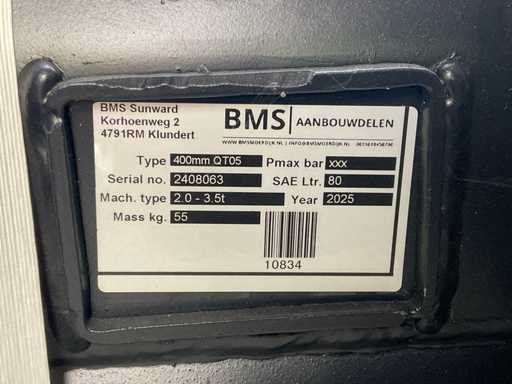 BMS Sunward
Korhoenweg 2
4791RM Klundert
BMS AANBOUWDELEN
Type 400mm QT05 Pmax bar xxx
Serial no. 2408063 SAE Ltr. 80
Mach. type 2.0 - 3.5t Year 2025
Mass kg. 55
10834